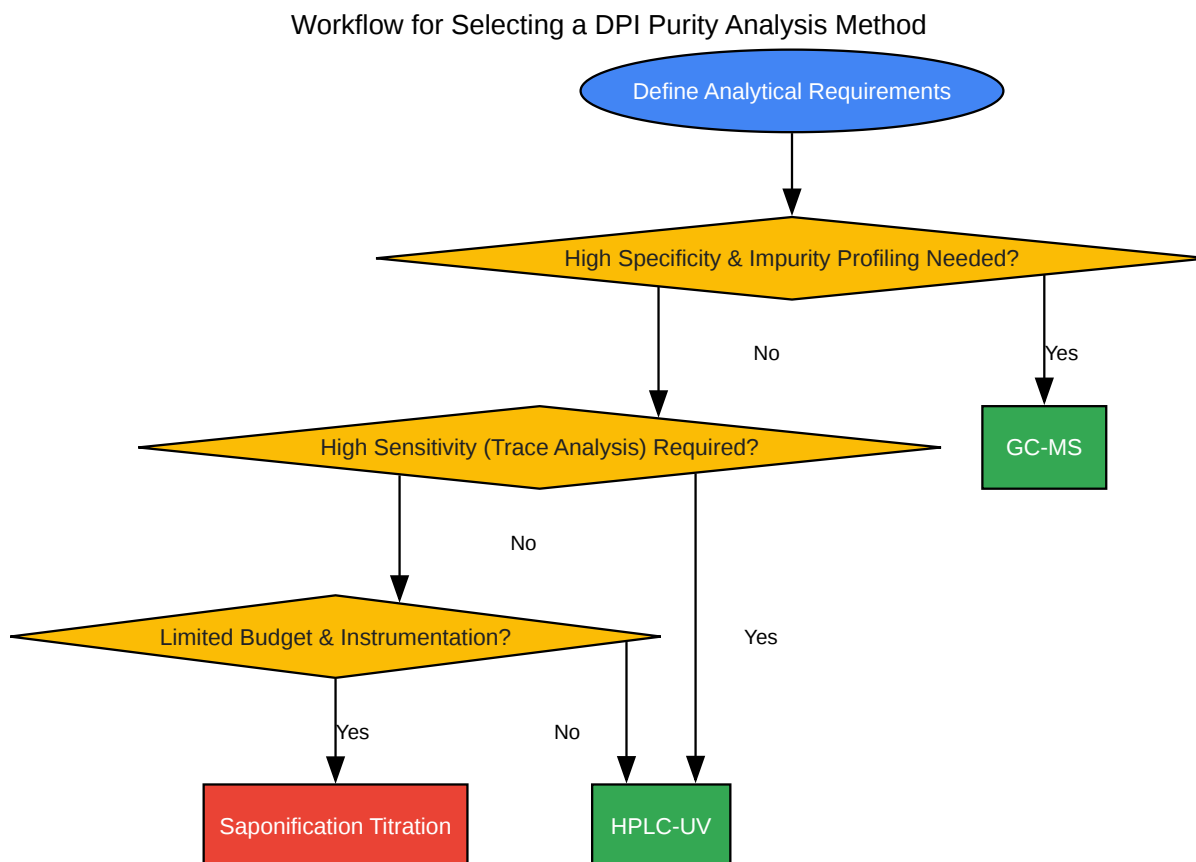 Workflow for Selecting a DPI Purity Analysis Method
Define Analytical Requirements
High Specificity & Impurity Profiling Needed?
No
Yes
High Sensitivity (Trace Analysis) Required?
GC-MS
No
Limited Budget & Instrumentation?
Yes
Yes
No
Saponification Titration
HPLC-UV